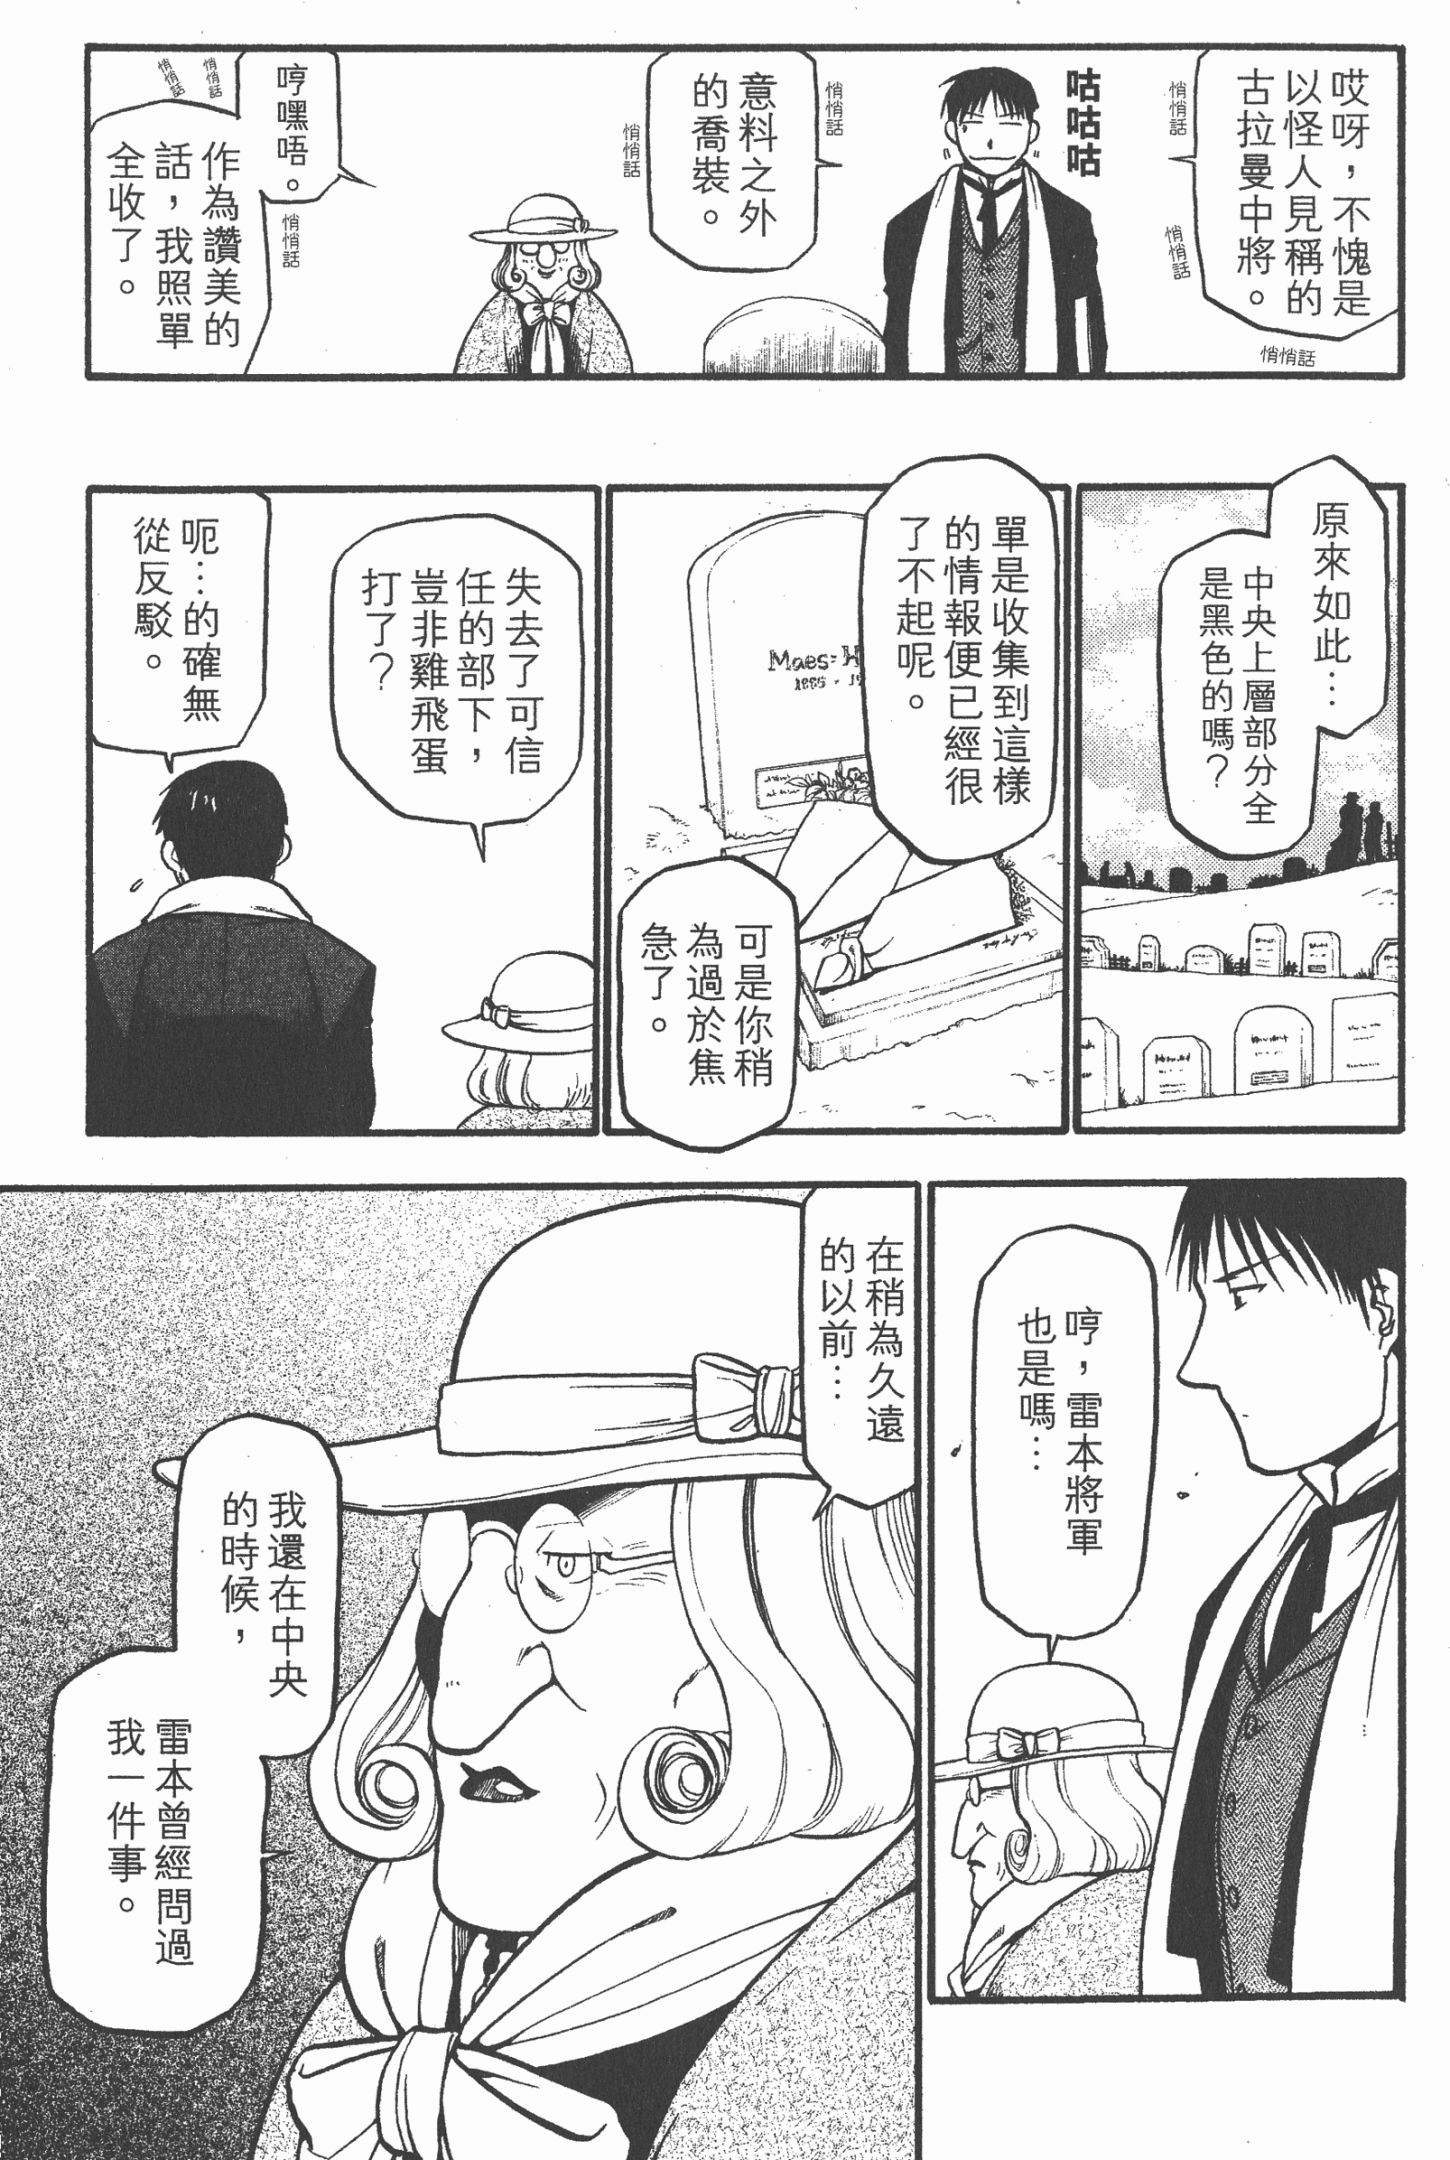 哎呀，不愧是
以怪人見稱的
古拉曼中將。
悄悄話
悄悄話
悄悄話
咕咕咕
意料之外
的喬裝。
悄悄話
悄悄話
哼嘿唔。
作為讚美的
話，我照單
全收了。
悄悄話
悄悄話
悄悄話
原來如此…
中央上層部分全
是黑色的嗎？
單是收集到這樣
的情報便已經很
了不起呢。
Maes=H
可是你稍
為過於焦
急了。
失去了可信
任的部下，
豈非雞飛蛋
打了？
呃…的確無
從反駁。
哼，雷本將軍
也是嗎…
在稍為久遠
的以前…
我還在中央
的時候，
雷本曾經問過
我一件事。